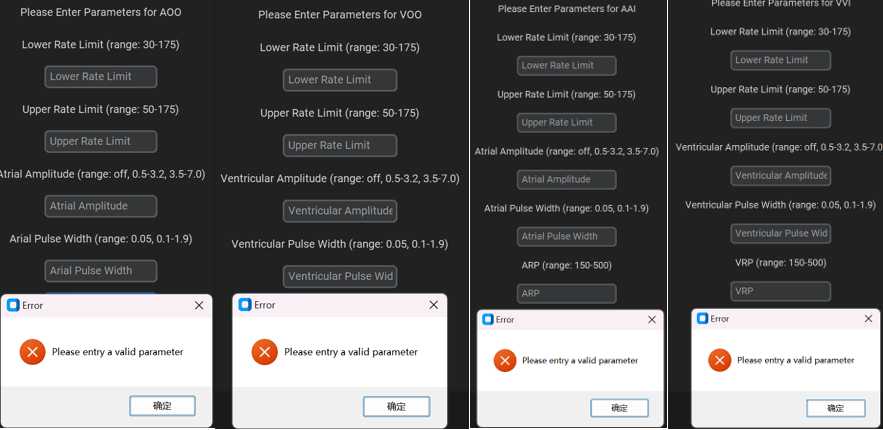 Please Enter Parameters for AOO
Lower Rate Limit (range: 30-175)
Lower Rate Limit
Upper Rate Limit (range: 50-175)
Upper Rate Limit
Atrial Amplitude (range: off, 0.5-3.2, 3.5-7.0)
Atrial Amplitude
Arial Pulse Width (range: 0.05, 0.1-1.9)
Arial Pulse Width
Error
Please entry a valid parameter
确定
Please Enter Parameters for VOO
Lower Rate Limit (range: 30-175)
Lower Rate Limit
Upper Rate Limit (range: 50-175)
Upper Rate Limit
Ventricular Amplitude (range: off, 0.5-3.2, 3.5-7.0)
Ventricular Amplitude
Ventricular Pulse Width (range: 0.05, 0.1-1.9)
Ventricular Pulse Wid
Error
Please entry a valid parameter
确定
Please Enter Parameters for AAI
Lower Rate Limit (range: 30-175)
Lower Rate Limit
Upper Rate Limit (range: 50-175)
Upper Rate Limit
Atrial Amplitude (range: off, 0.5-3.2, 3.5-7.0)
Atrial Amplitude
Atrial Pulse Width (range: 0.05, 0.1-1.9)
Atrial Pulse Width
ARP (range: 150-500)
ARP
Error
Please entry a valid parameter
确定
Please Enter Parameters for VVI
Lower Rate Limit (range: 30-175)
Lower Rate Limit
Upper Rate Limit (range: 50-175)
Upper Rate Limit
Ventricular Amplitude (range: off, 0.5-3.2, 3.5-7.0
Ventricular Amplitude
Ventricular Pulse Width (range: 0.05, 0.1-1.9)
Ventricular Pulse Wid
VRP (range: 150-500)
VRP
Error
Please entry a valid parameter
确定